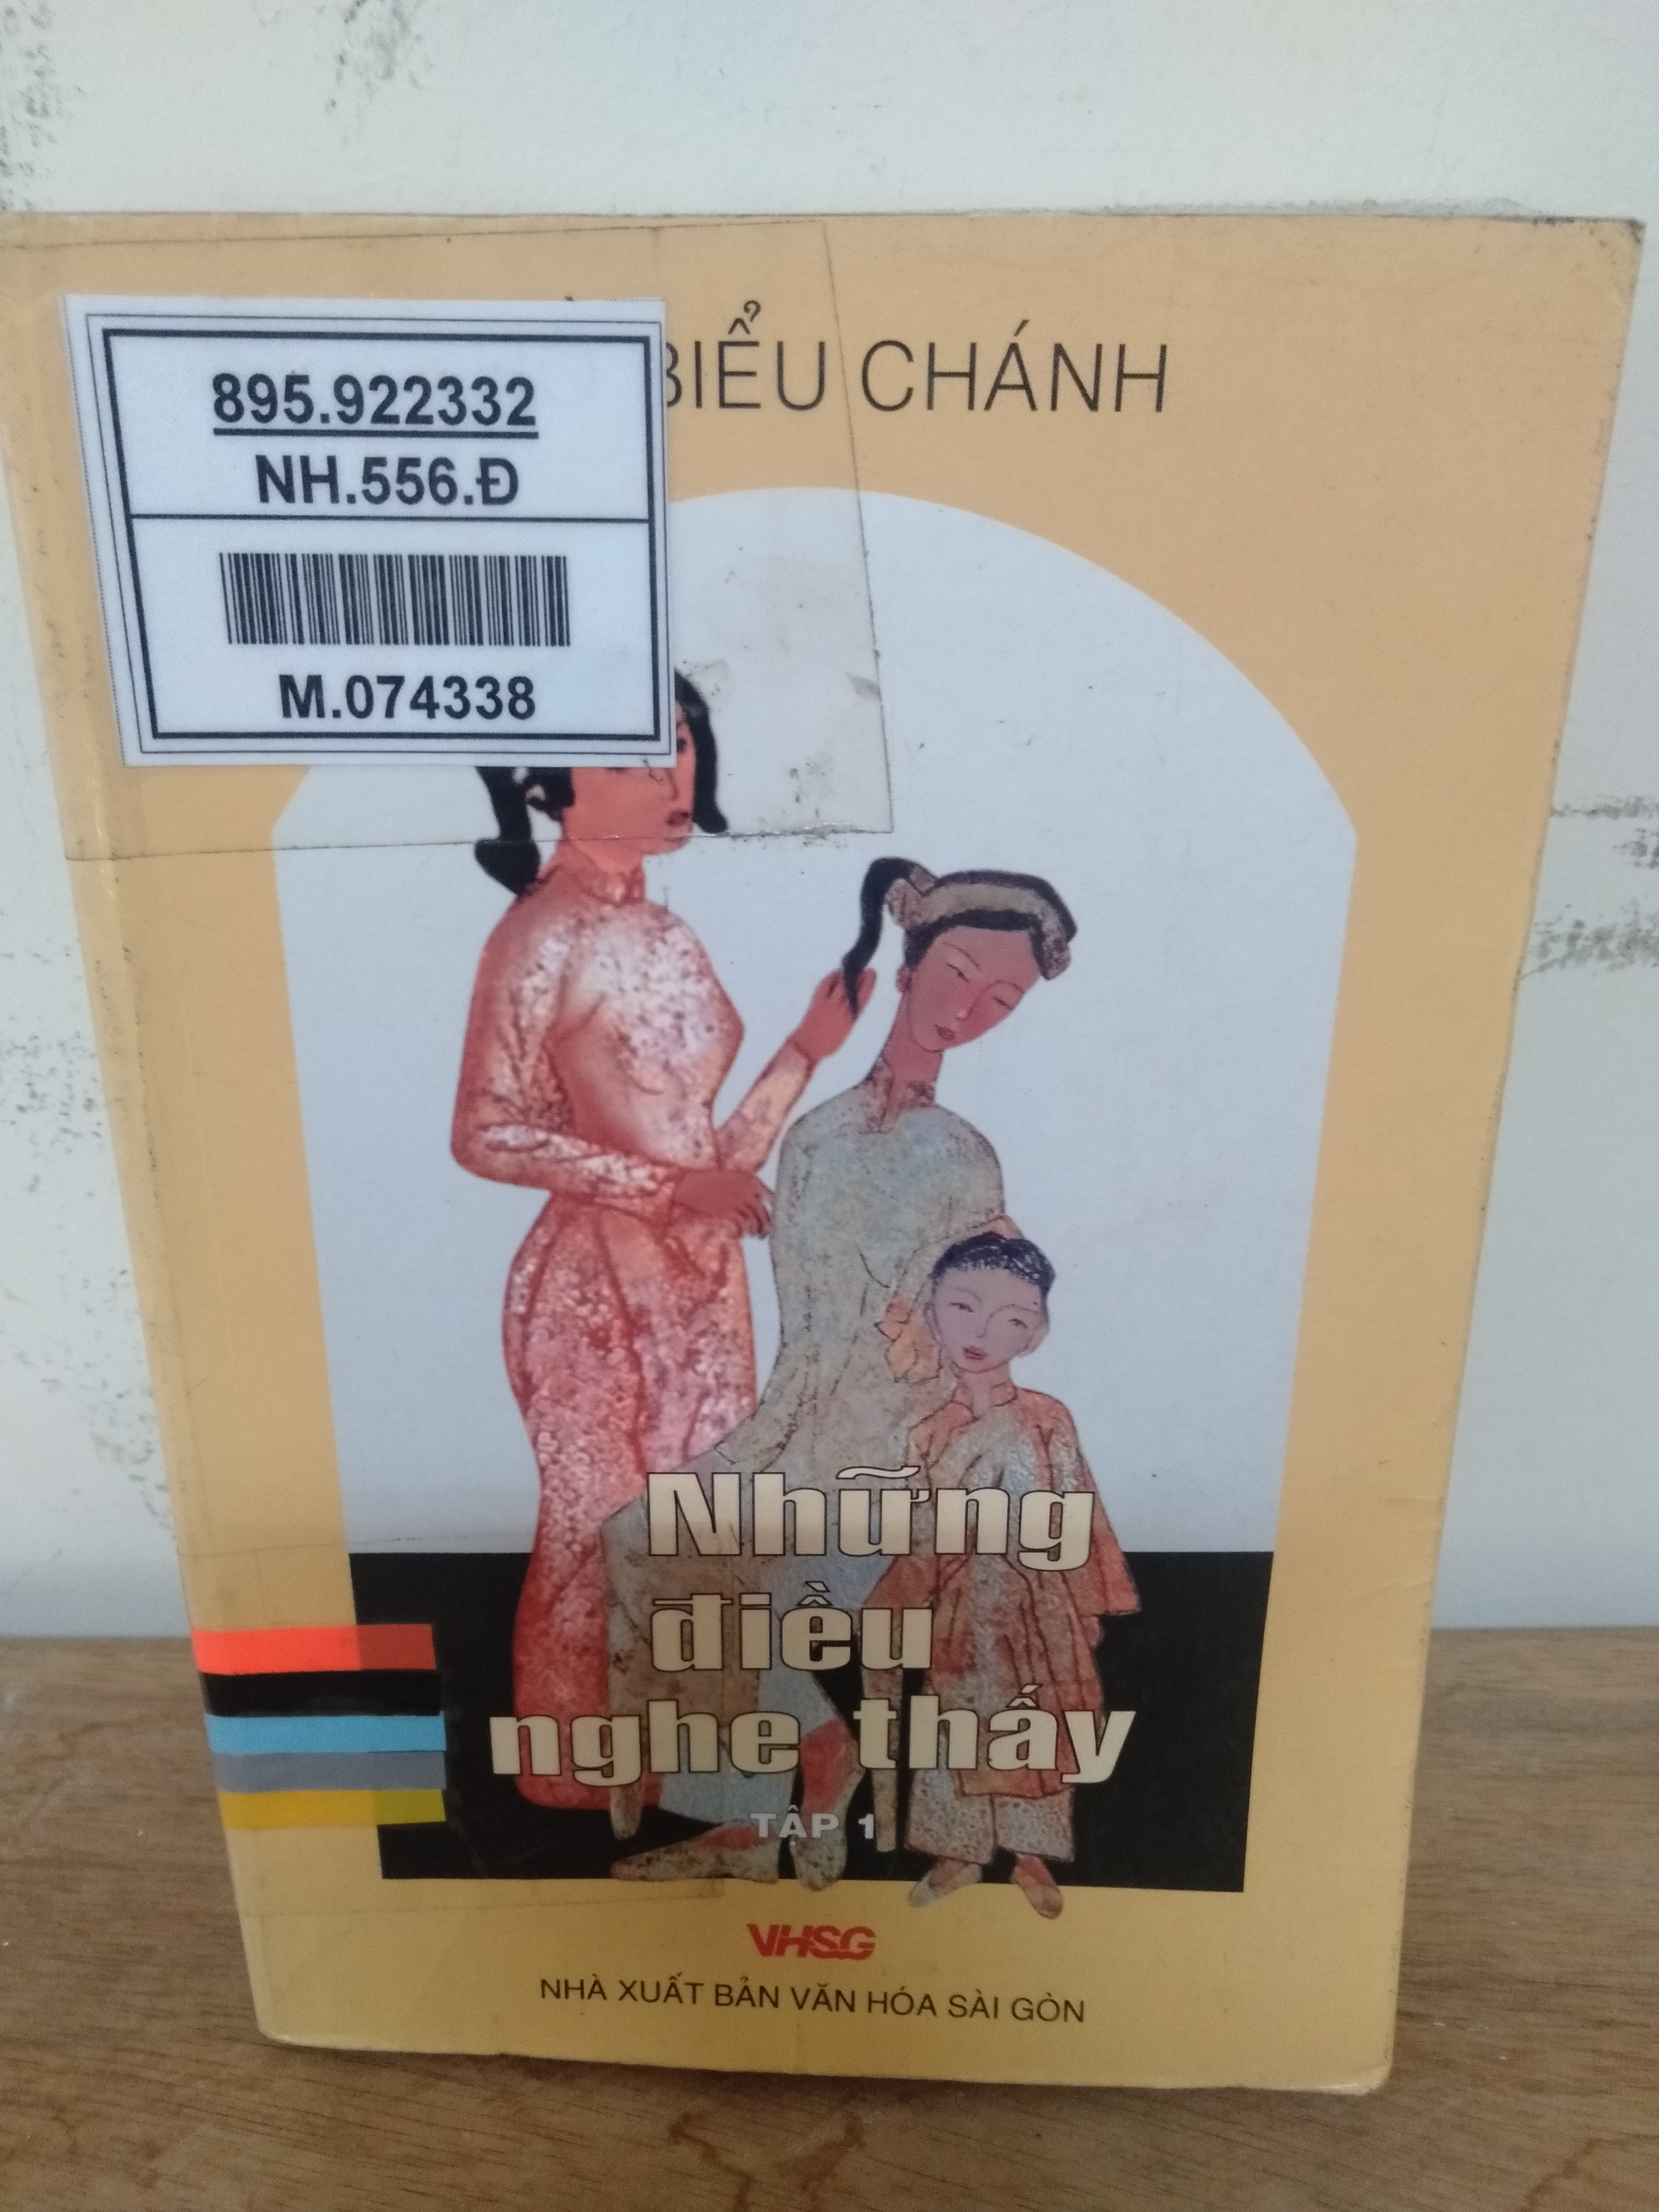 BIỂU CHÁNH
895.922332
NH.556.Đ
M.074338
Những
điều
nghe thấy
TẬP 1
VHSG
NHÀ XUẤT BẢN VĂN HÓA SÀI GÒN